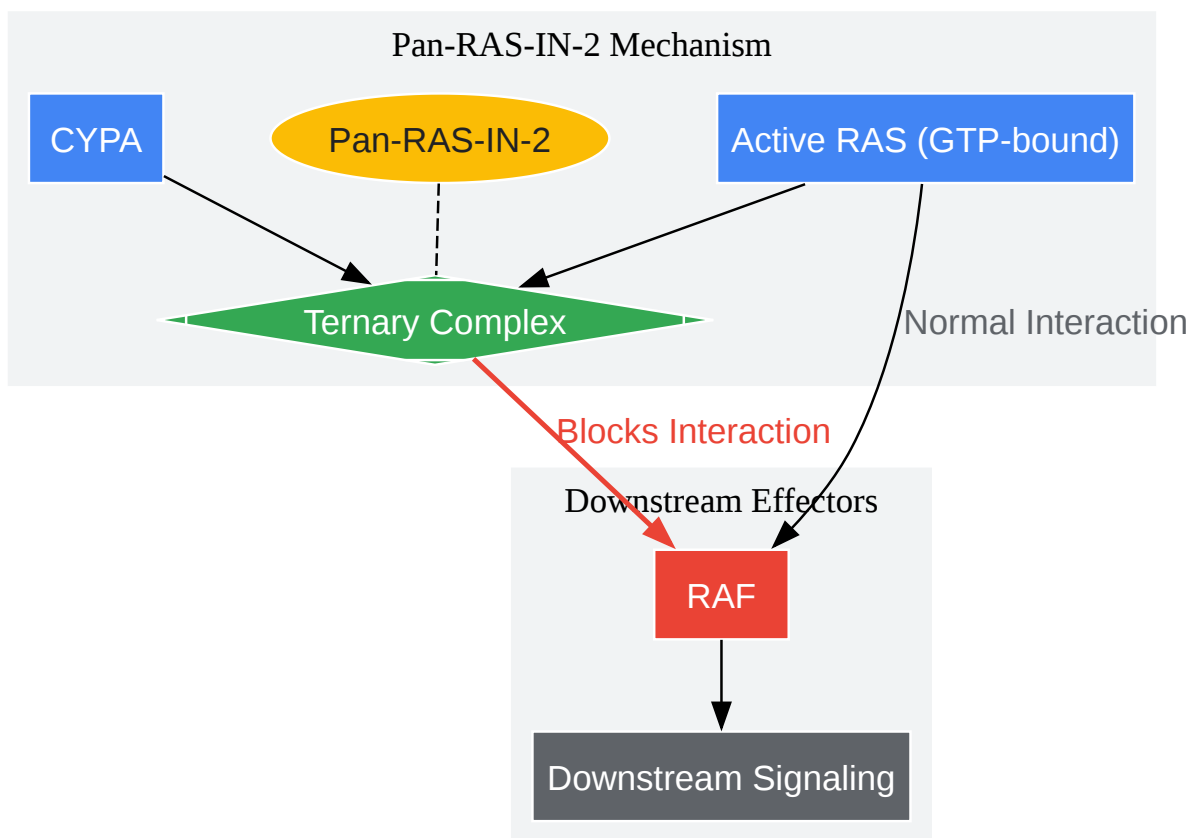 Pan-RAS-IN-2 Mechanism
CYPA
Pan-RAS-IN-2
Active RAS (GTP-bound)
Ternary Complex
Normal Interaction
Blocks Interaction
Downstream Effectors
RAF
Downstream Signaling